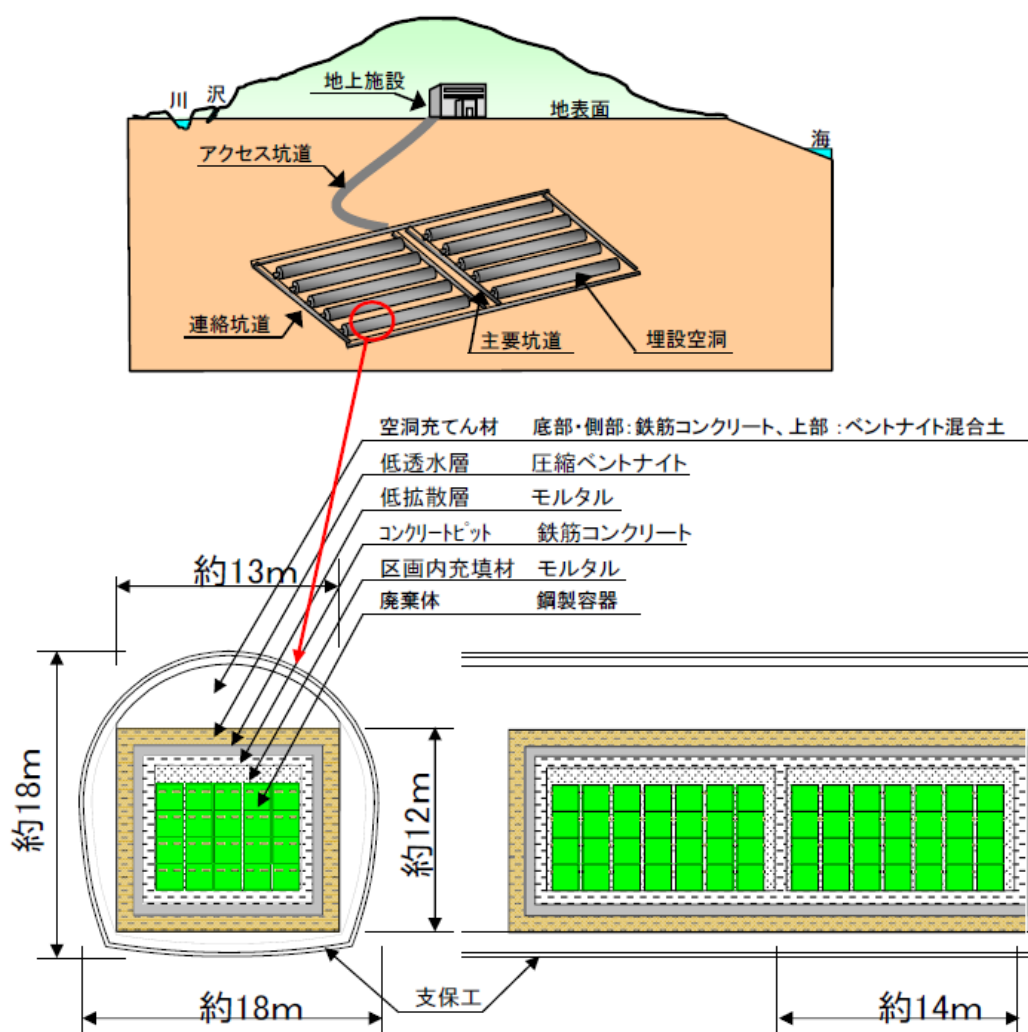 地上施設
川
沢
地表面
海
アクセス坑道
連絡坑道
主要坑道
埋設空洞
空洞充てん材 底部・側部：鉄筋コンクリート、上部：ベントナイト混合土
低透水層 圧縮ベントナイト
低拡散層 モルタル
コンクリートピット 鉄筋コンクリート
区画内充填材 モルタル
廃棄体 鋼製容器
約13m
約18m
約12m
支保工
約18m
約14m